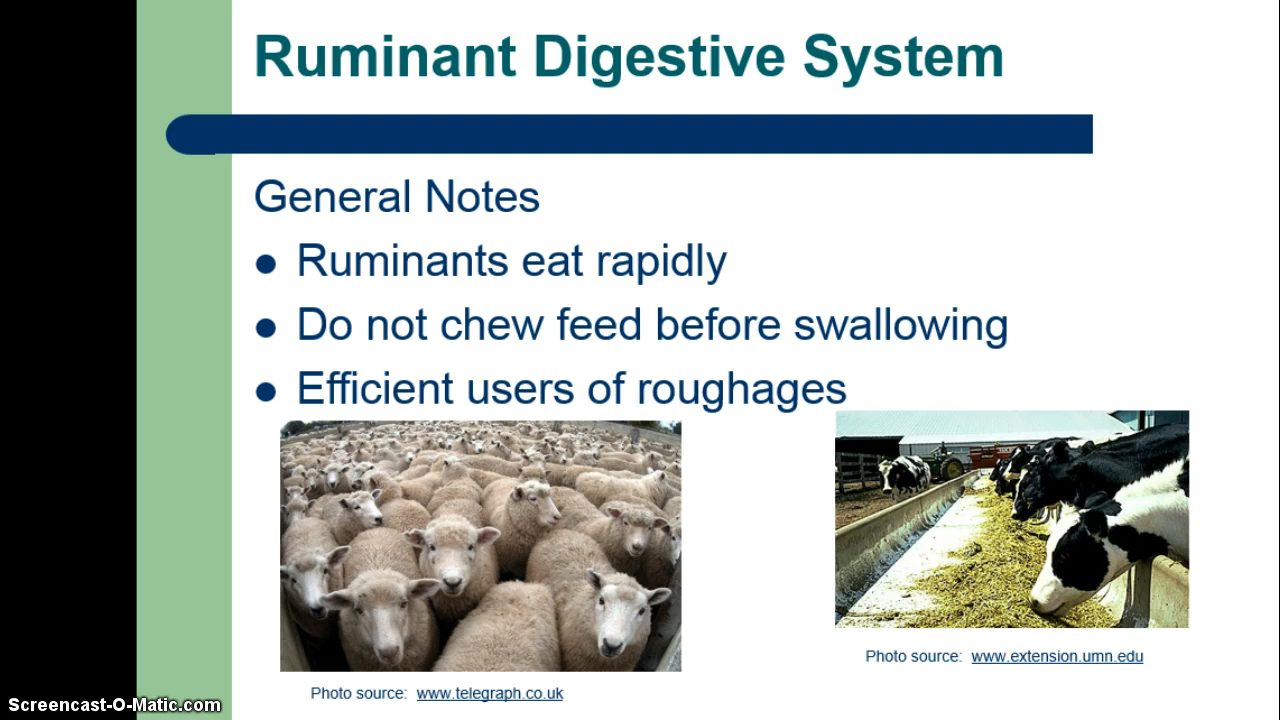 Ruminant Digestive System
General Notes
● Ruminants eat rapidly
● Do not chew feed before swallowing
● Efficient users of roughages
Photo source: www.extension.umn.edu
Photo source: www.telegraph.co.uk
Screencast-O-Matic.com